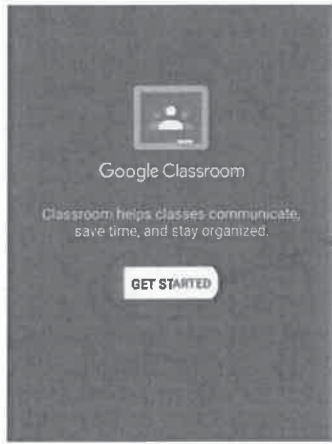 Google Classroom
Classroom helps classes communicate,
save time, and stay organized.
GET STARTED